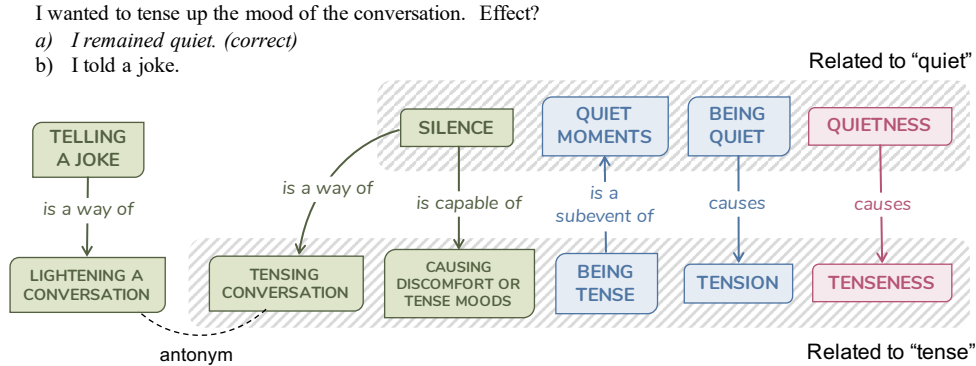 I wanted to tense up the mood of the conversation. Effect?
a) I remained quiet. (correct)
b) I told a joke.
Related to “quiet”
TELLING
A JOKE
SILENCE
QUIET
MOMENTS
BEING
QUIET
QUIETNESS
is a way of
is a way of
is capable of
is a
subevent of
causes
causes
LIGHTENING A
CONVERSATION
TENSING
CONVERSATION
CAUSING
DISCOMFORT OR
TENSE MOODS
BEING
TENSE
TENSION
TENSENESS
antonym
Related to “tense”